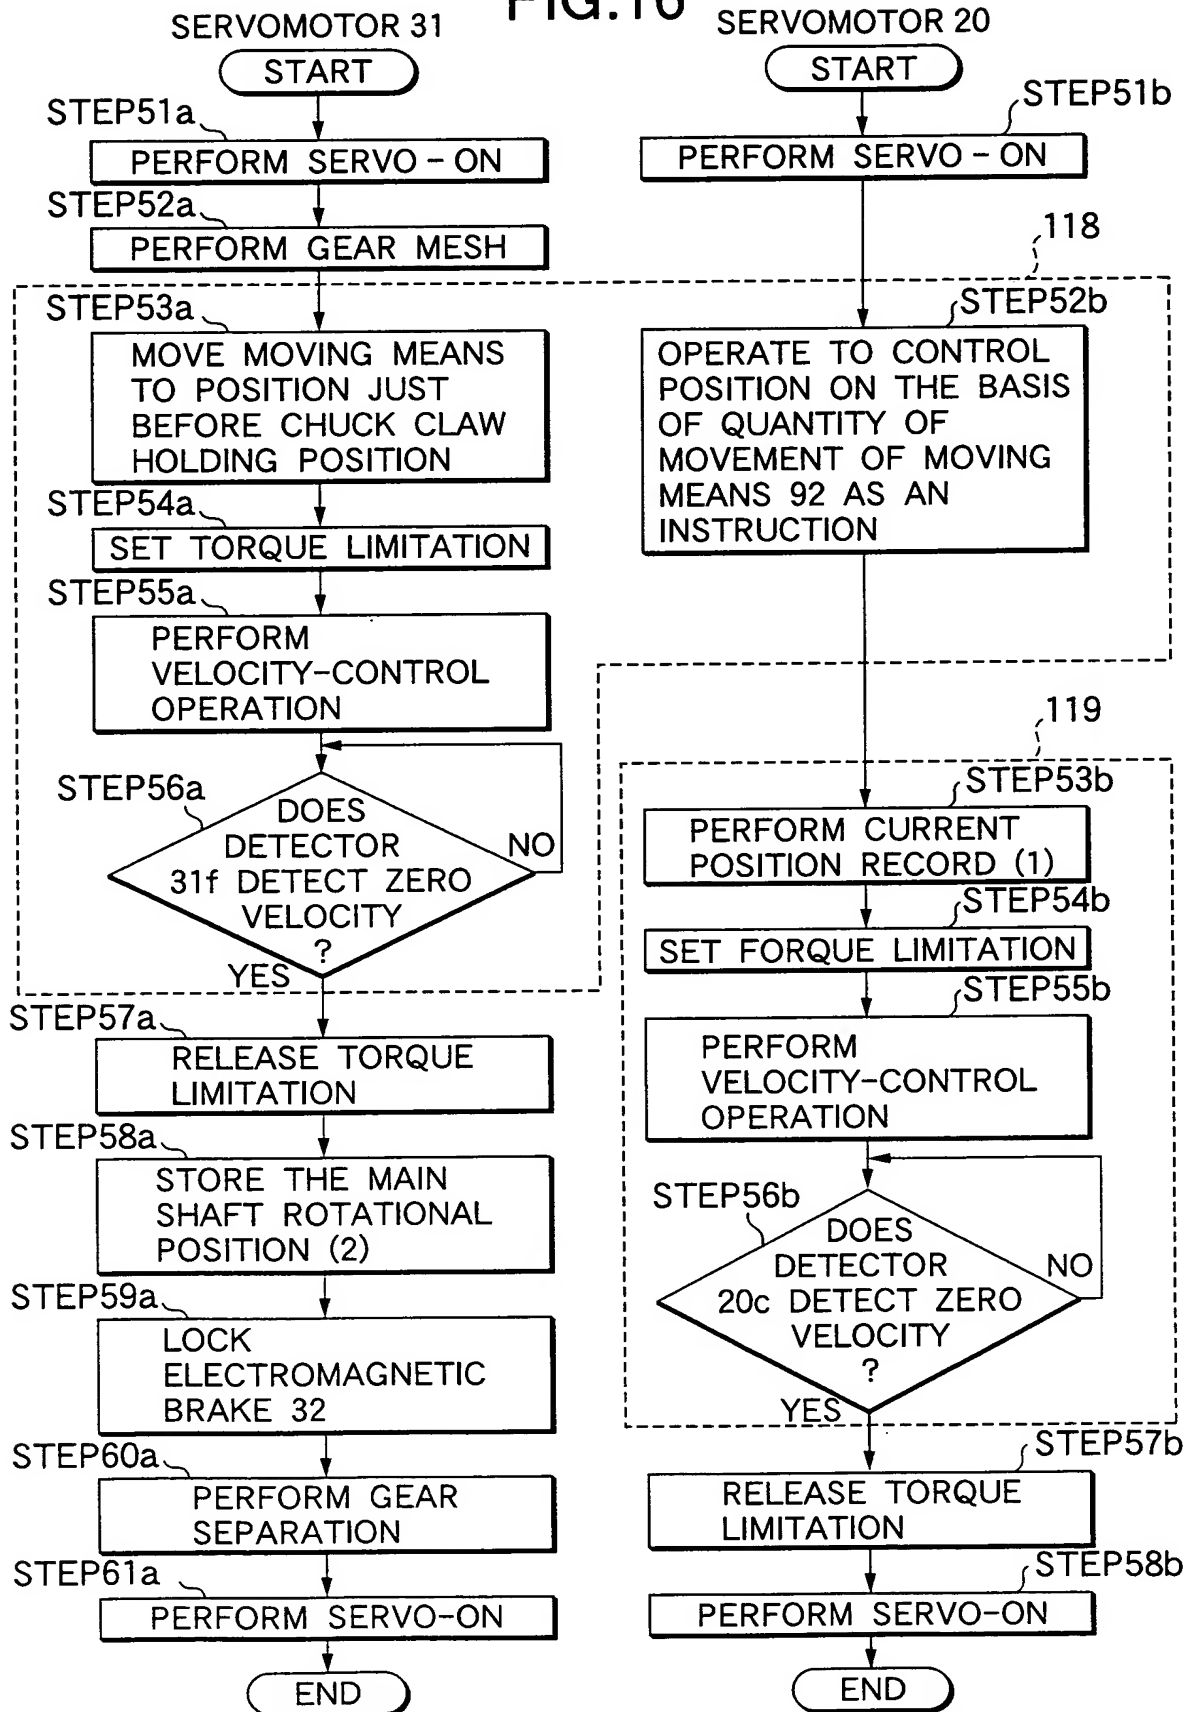 FIG.16
SERVOMOTOR 31
START
STEP51a
PERFORM SERVO-ON
STEP52a
PERFORM GEAR MESH
STEP53a
MOVE MOVING MEANS
TO POSITION JUST
BEFORE CHUCK CLAW
HOLDING POSITION
STEP54a
SET TORQUE LIMITATION
STEP55a
PERFORM
VELOCITY-CONTROL
OPERATION
STEP56a
DOES
DETECTOR
31f DETECT ZERO
VELOCITY
?
NO
YES
STEP57a
RELEASE TORQUE
LIMITATION
STEP58a
STORE THE MAIN
SHAFT ROTATIONAL
POSITION (2)
STEP59a
LOCK
ELECTROMAGNETIC
BRAKE 32
STEP60a
PERFORM GEAR
SEPARATION
STEP61a
PERFORM SERVO-ON
END
SERVOMOTOR 20
START
STEP51b
PERFORM SERVO-ON
118
STEP52b
OPERATE TO CONTROL
POSITION ON THE BASIS
OF QUANTITY OF
MOVEMENT OF MOVING
MEANS 92 AS AN
INSTRUCTION
119
STEP53b
PERFORM CURRENT
POSITION RECORD (1)
STEP54b
SET FORQUE LIMITATION
STEP55b
PERFORM
VELOCITY-CONTROL
OPERATION
STEP56b
DOES
DETECTOR
20c DETECT ZERO
VELOCITY
?
NO
YES
STEP57b
RELEASE TORQUE
LIMITATION
STEP58b
PERFORM SERVO-ON
END